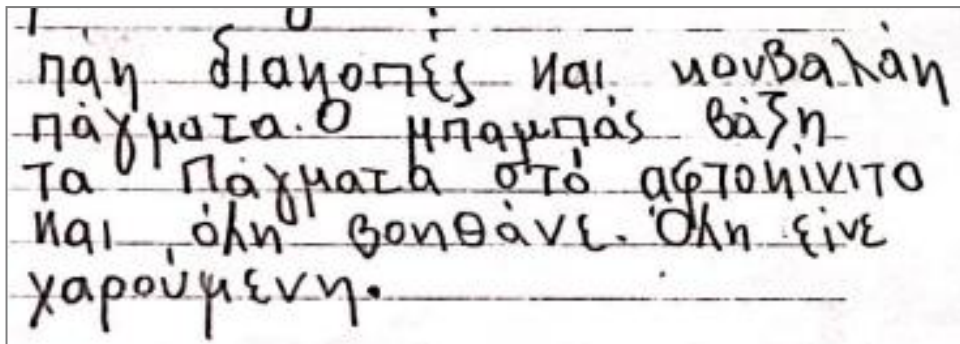 πάη διακοπές και κουβαλάη
πάγματα. Ο μπαμπάς βάζη
τα Πάγματα στό αφτοκίνιτο
και όλη βοηθάνε. Όλη είνε
χαρούμενη.